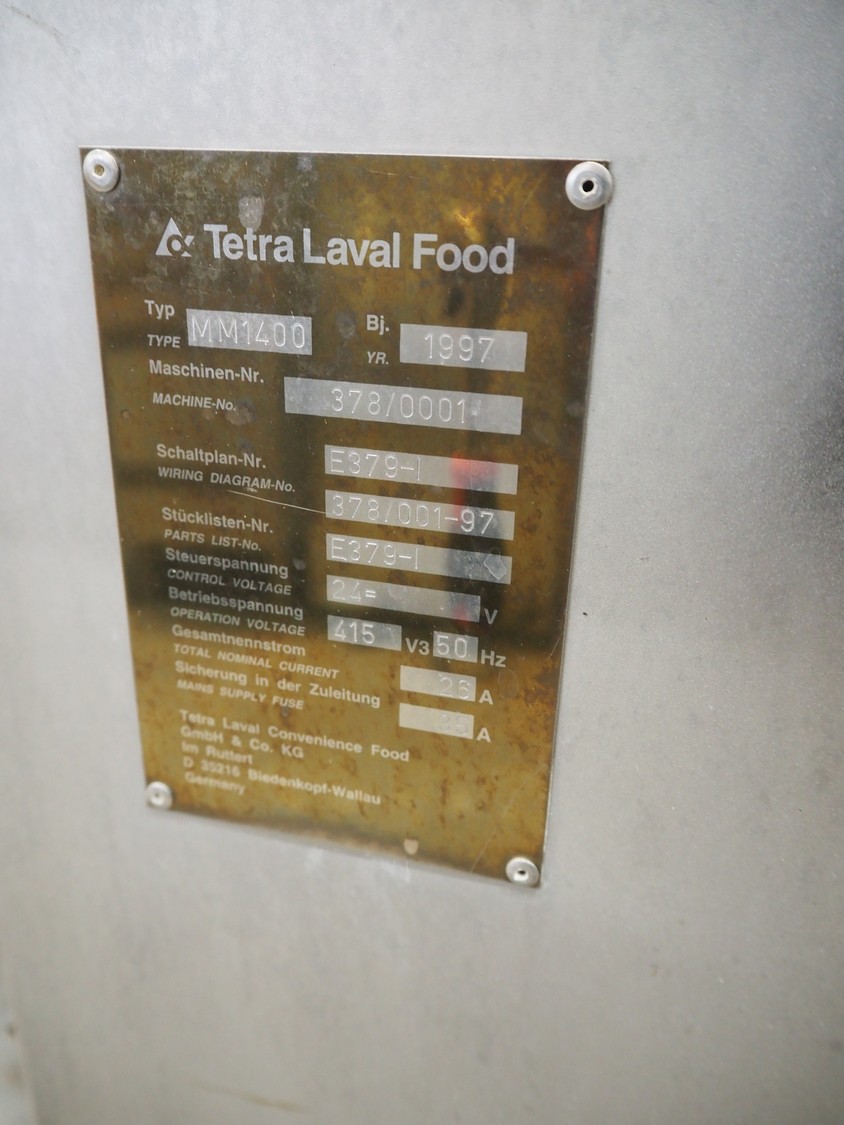 Tetra Laval Food
Typ MM1400 Bj. 1997
TYPE YR.
Maschinen-Nr. 378/0001
MACHINE-No.
Schaltplan-Nr. E379-I
WIRING DIAGRAM-No.
378/001-97
Stücklisten-Nr. E379-I
PARTS LIST-No.
Steuerspannung 24= V
CONTROL VOLTAGE
Betriebsspannung 415 V3 50 Hz
OPERATION VOLTAGE
Gesamtnennstrom 26 A
TOTAL NOMINAL CURRENT
Sicherung in der Zuleitung A
MAINS SUPPLY FUSE
Tetra Laval Convenience Food
GmbH & Co. KG
Im Ruttert
D 35216 Biedenkopf-Wallau
Germany